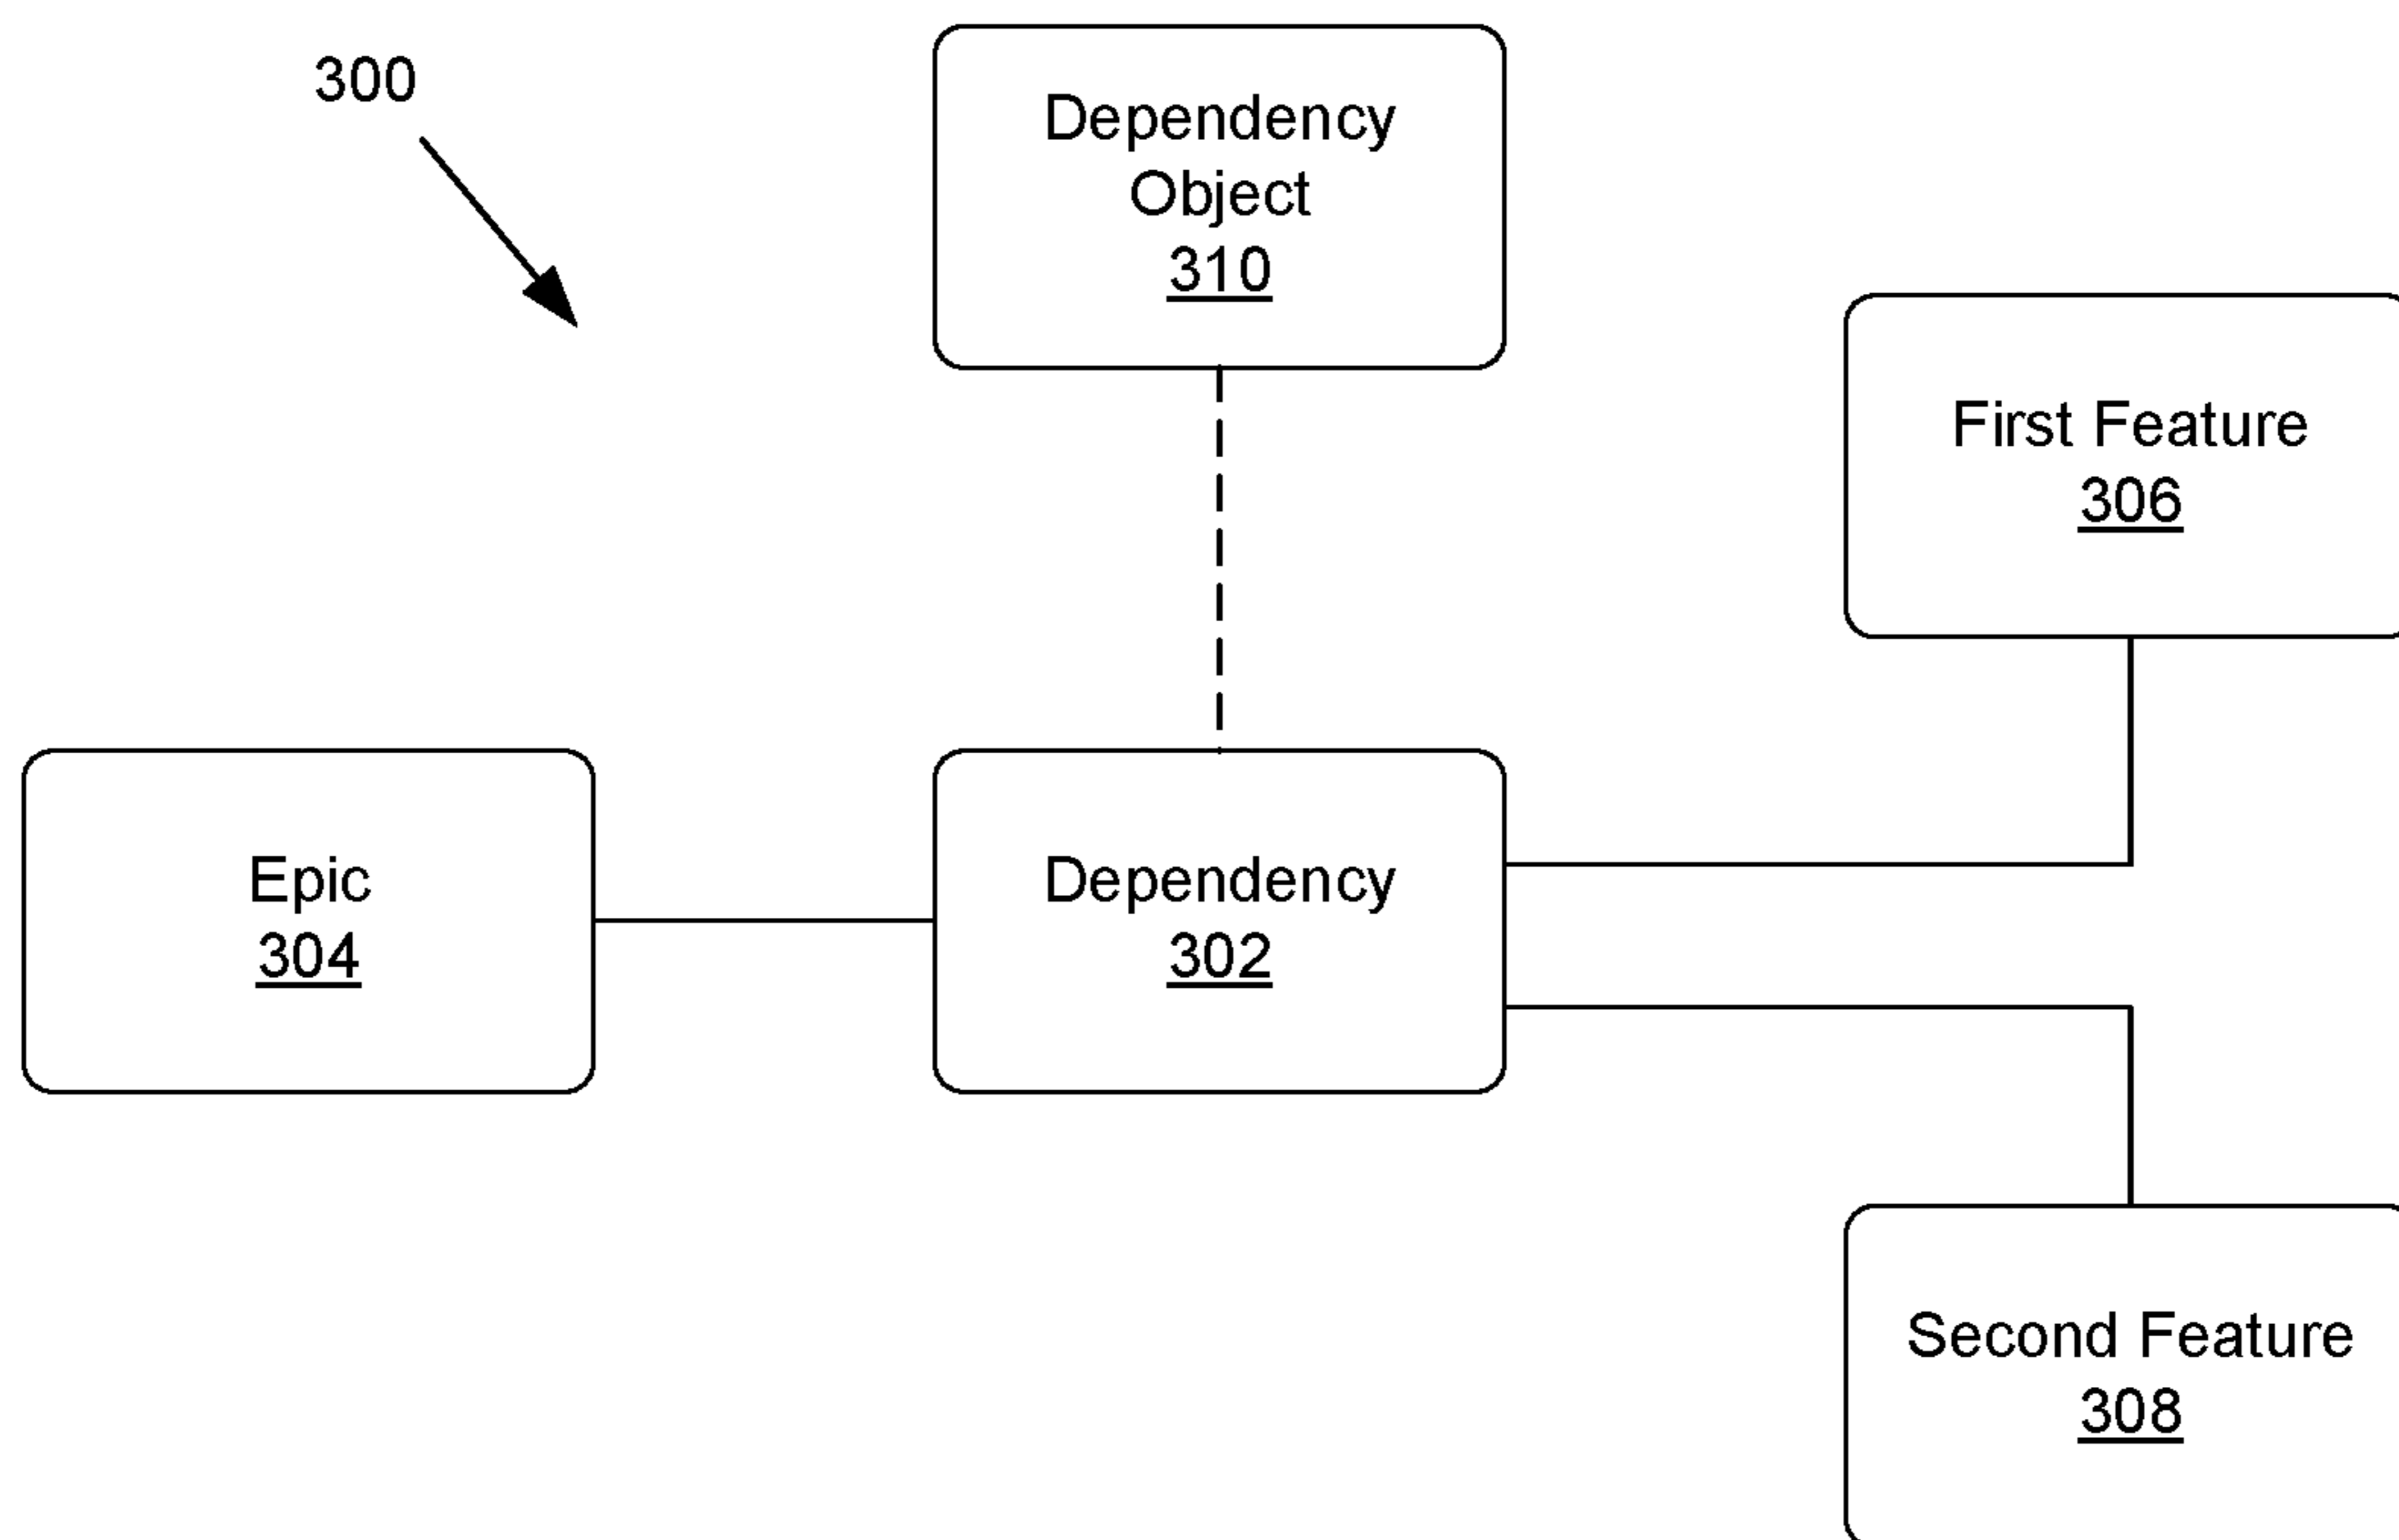 300
Dependency
Object
310
First Feature
306
Epic
304
Dependency
302
Second Feature
308